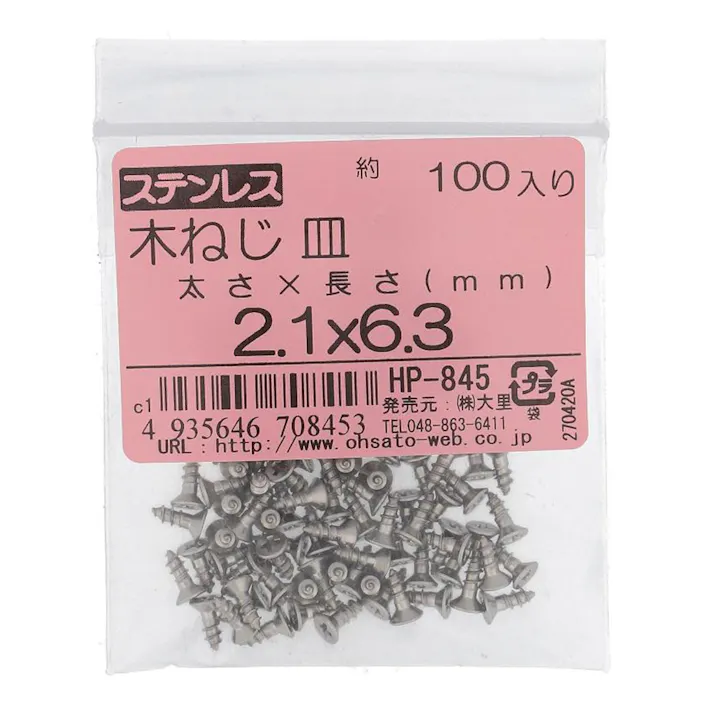 ステンレス 約 100入り
木ねじ 皿
太さ×長さ(mm)
2.1x6.3
c1 HP-845 プラ
4 935646 708453 発売元:㈱大里 袋
TEL048-863-6411
URL:http://www.ohsato-web.co.jp
270420A